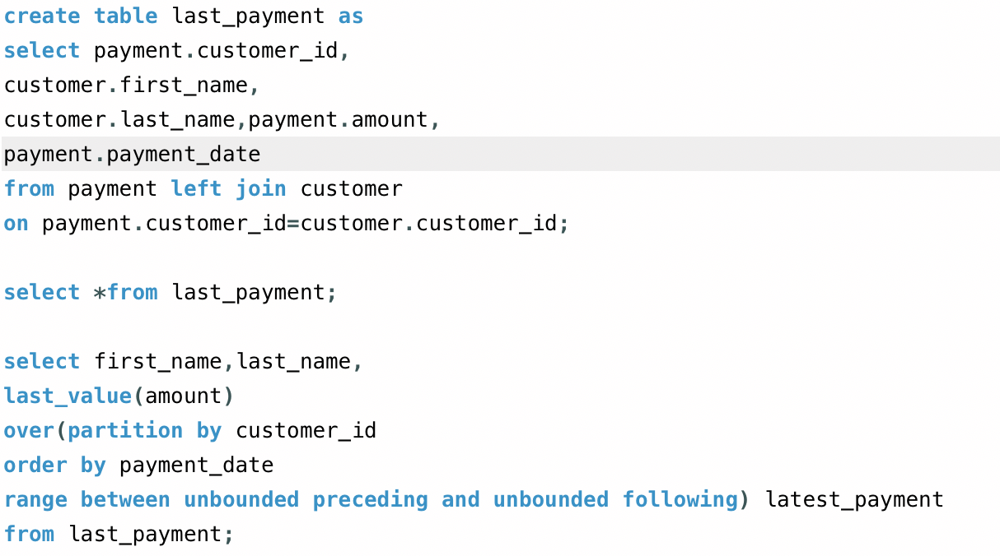 create table last_payment as
select payment.customer_id,
customer.first_name,
customer.last_name,payment.amount,
payment.payment_date
from payment left join customer
on payment.customer_id=customer.customer_id;
select *from last_payment;
select first_name,last_name,
last_value(amount)
over(partition by customer_id
order by payment_date
range between unbounded preceding and unbounded following) latest_payment
from last_payment;